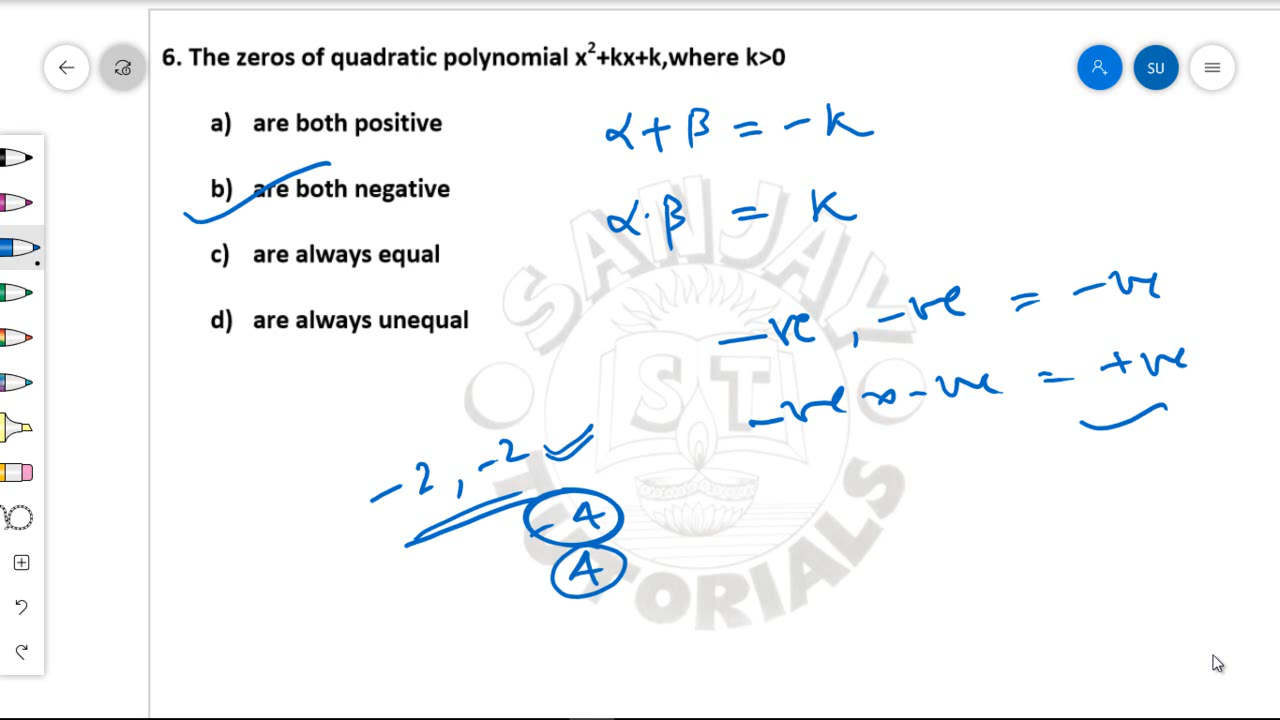 6. The zeros of quadratic polynomial x²+kx+k,where k>0
a) are both positive
b) are both negative
c) are always equal
d) are always unequal
α + β = - k
α . β = k
-ve , -ve = -ve
-ve x -ve = +ve
-2 , -2
- 4
4
SU
SANJAY
ST
TUTORIALS